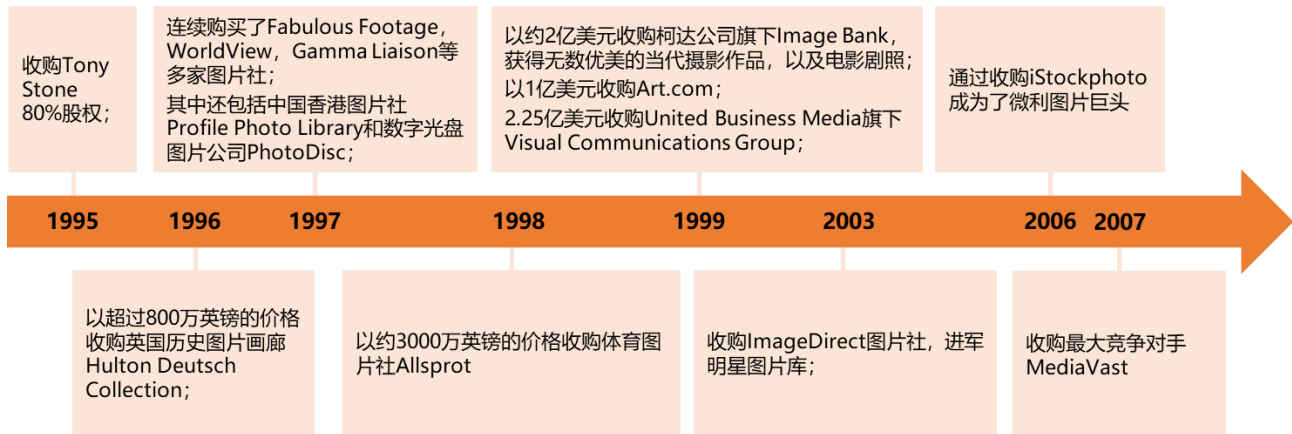 收购Tony
Stone
80%股权；
连续购买了Fabulous Footage，
WorldView，Gamma Liaison等
多家图片社；
其中还包括中国香港图片社
Profile Photo Library和数字光盘
图片公司PhotoDisc；
以约2亿美元收购柯达公司旗下Image Bank，
获得无数优美的当代摄影作品，以及电影剧照；
以1亿美元收购Art.com；
2.25亿美元收购United Business Media旗下
Visual Communications Group；
通过收购iStockphoto
成为了微利图片巨头
1995 1996 1997 1998 1999 2003 2006 2007
以超过800万英镑的价格
收购英国历史图片画廊
Hulton Deutsch
Collection；
以约3000万英镑的价格收购体育图
片社Allsprot
收购ImageDirect图片社，进军
明星图片库；
收购最大竞争对手
MediaVast